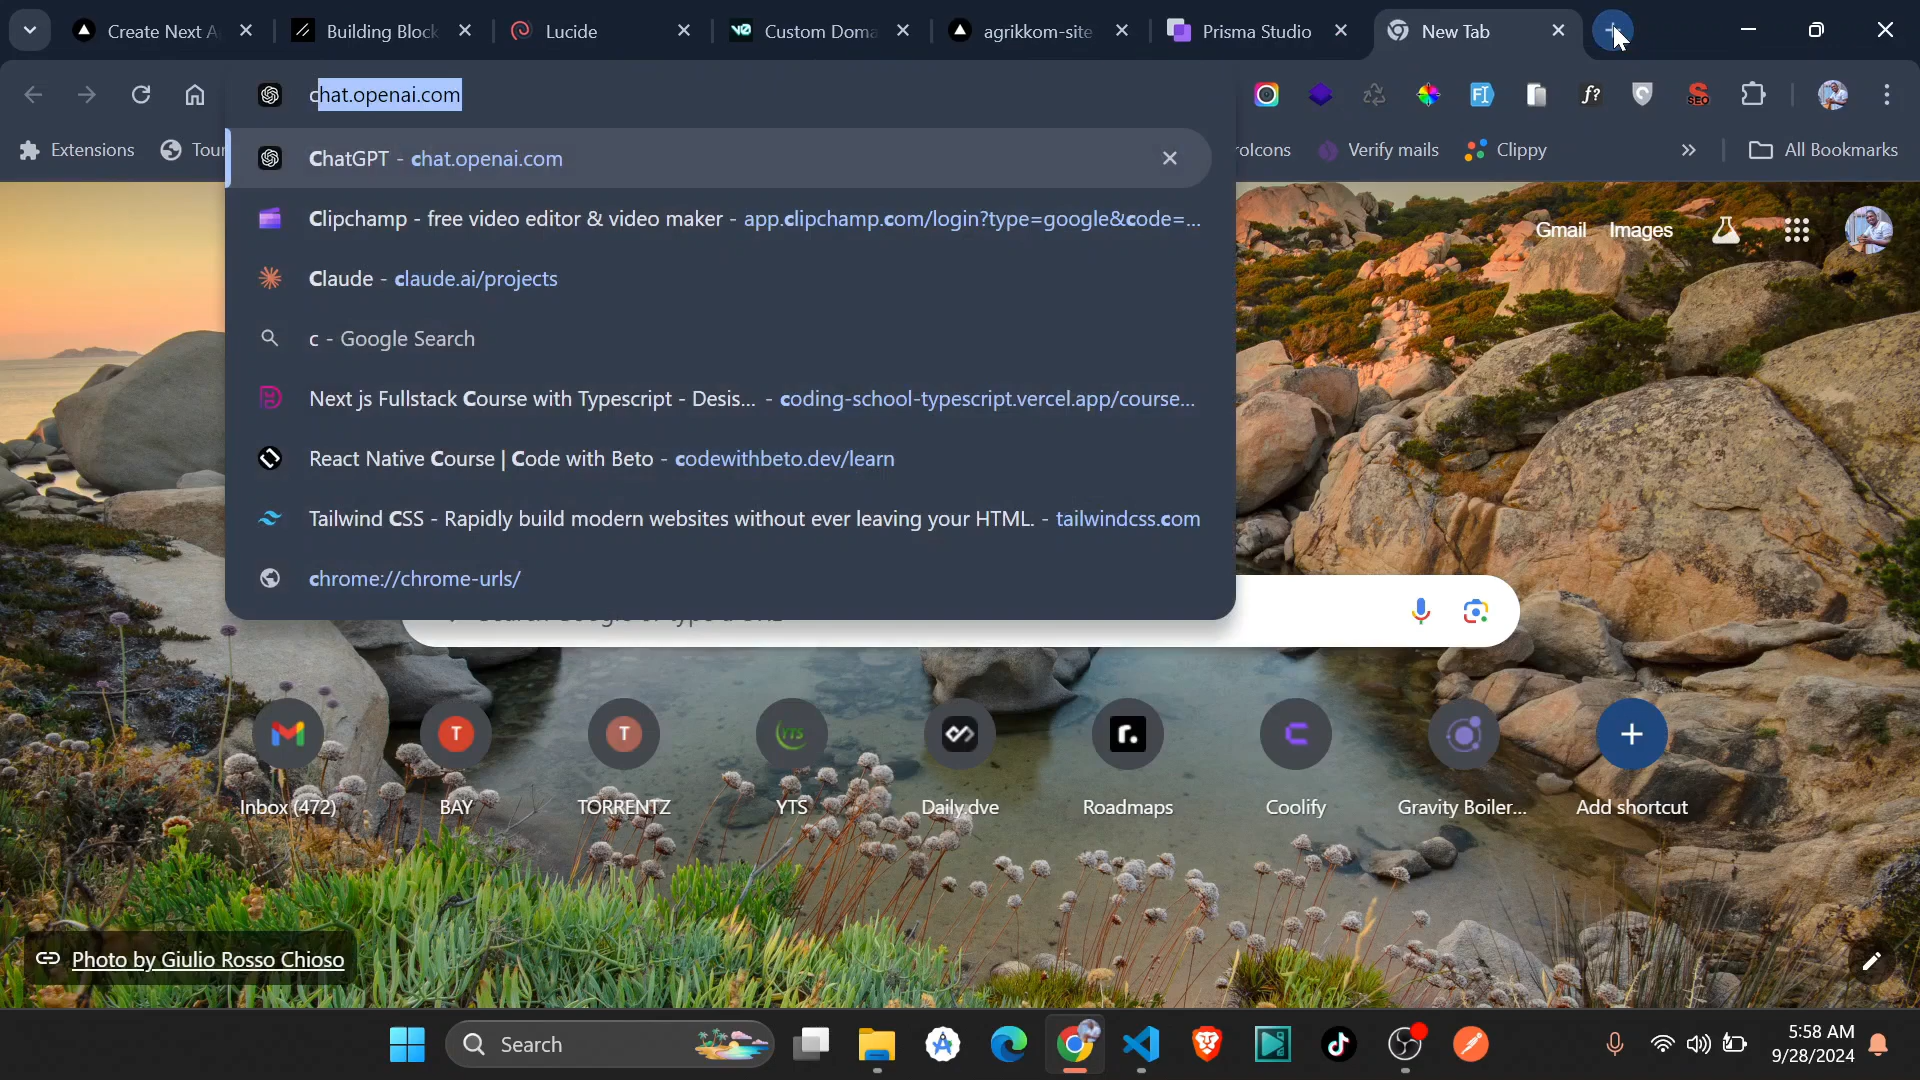 Create Next A
Building Block
Lucide
Custom Doma
agrikkom-site
Prisma Studio
New Tab
chat.openai.com
f?
SEO
Extensions
Tour
Verify mails
Clippy
All Bookmarks
ChatGPT - chat.openai.com
Clipchamp - free video editor & video maker - app.clipchamp.com/login?type=google&code=...
Claude - claude.ai/projects
c - Google Search
Next js Fullstack Course with Typescript - Desis... - coding-school-typescript.vercel.app/course...
React Native Course | Code with Beto - codewithbeto.dev/learn
Tailwind CSS - Rapidly build modern websites without ever leaving your HTML. - tailwindcss.com
chrome://chrome-urls/
Gmail
Images
Inbox (472)
BAY
TORRENTZ
YTS
Daily.dve
Roadmaps
Coolify
Gravity Boiler...
Add shortcut
Photo by Giulio Rosso Chioso
Search
5:58 AM
9/28/2024